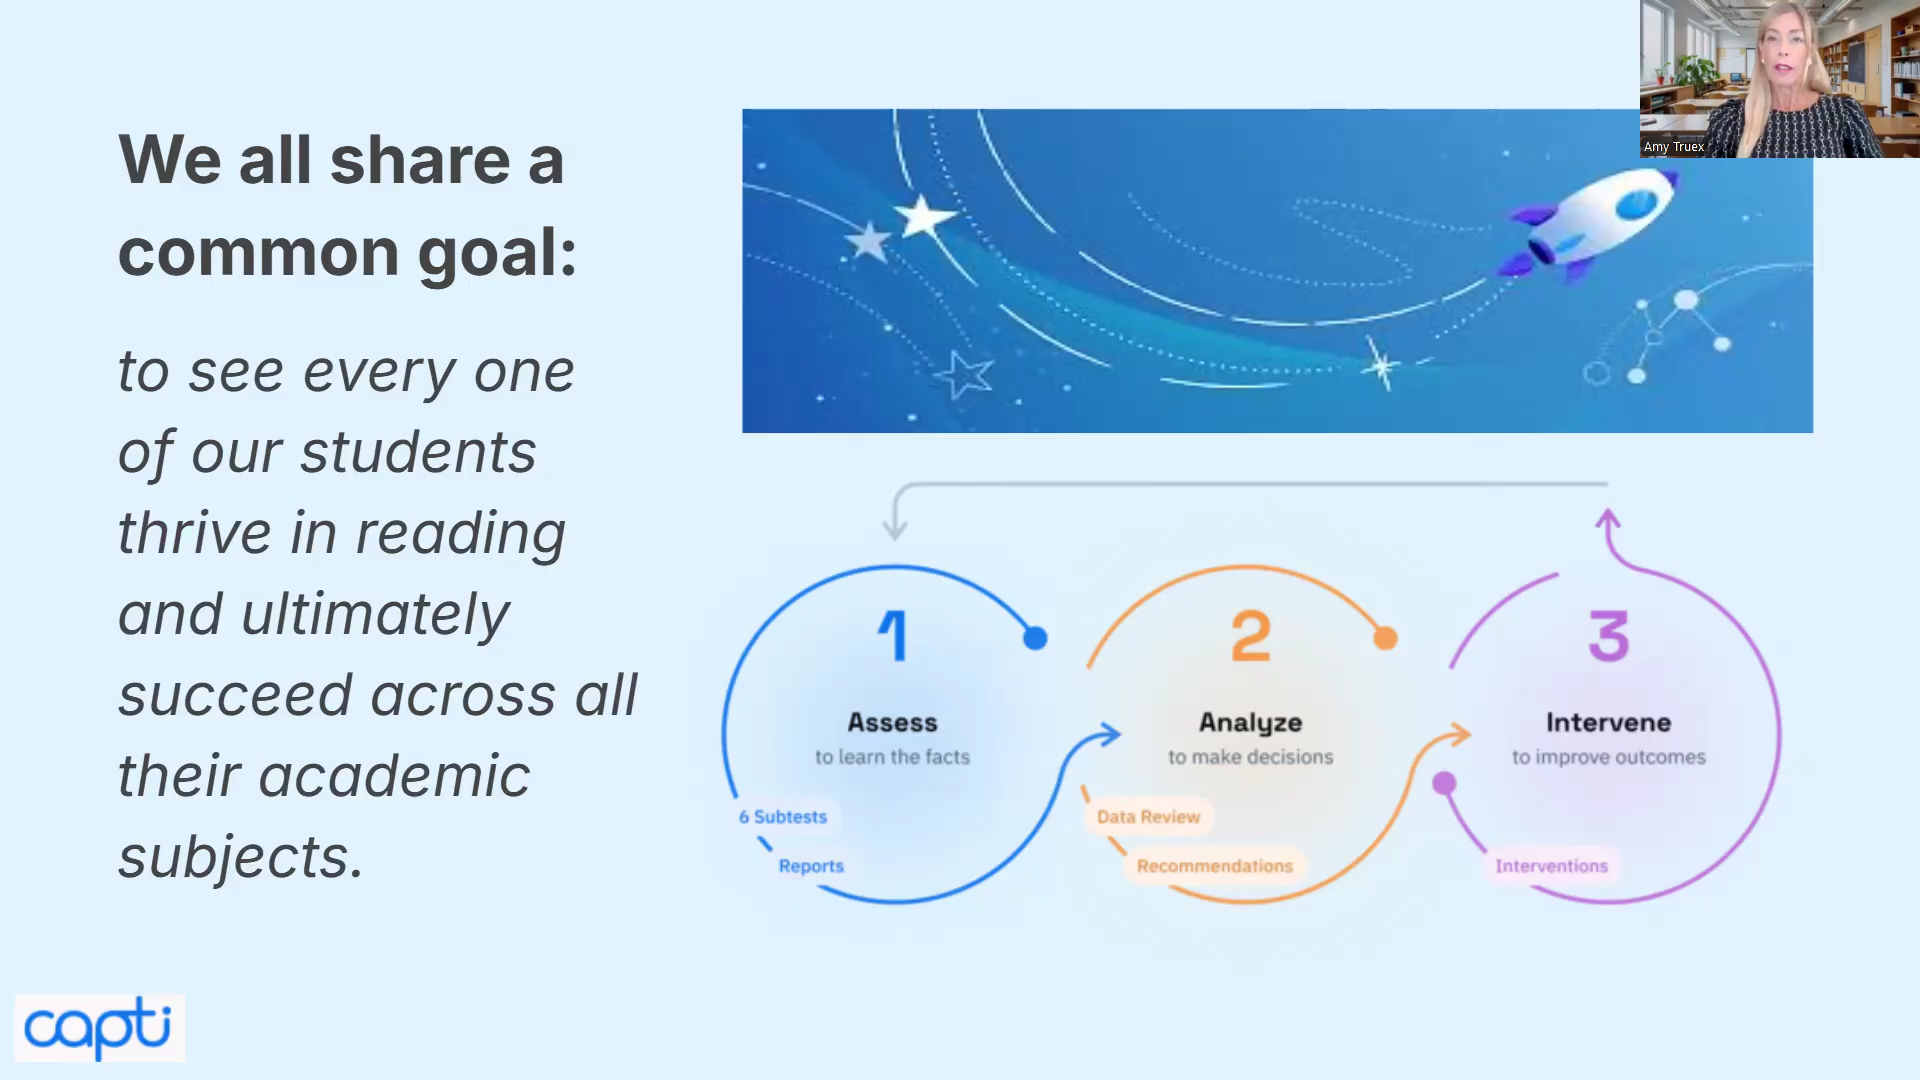 We all share a
common goal:
to see every one
of our students
thrive in reading
and ultimately
succeed across all
their academic
subjects.
Amy Truex
1
Assess
to learn the facts
6 Subtests
Reports
2
Analyze
to make decisions
Data Review
Recommendations
3
Intervene
to improve outcomes
Interventions
capti